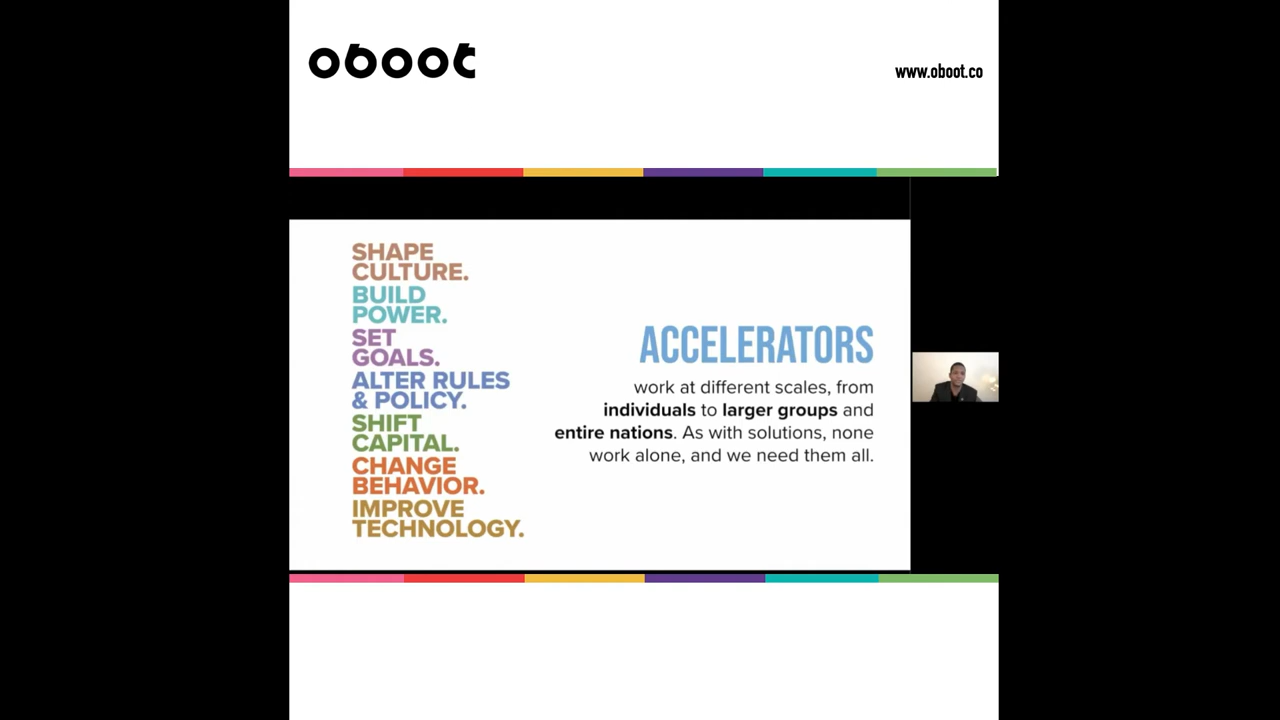 oboot
www.oboot.co
SHAPE
CULTURE.
BUILD
POWER.
SET
GOALS.
ALTER RULES
& POLICY.
SHIFT
CAPITAL.
CHANGE
BEHAVIOR.
IMPROVE
TECHNOLOGY.
ACCELERATORS
work at different scales, from
individuals to larger groups and
entire nations. As with solutions, none
work alone, and we need them all.